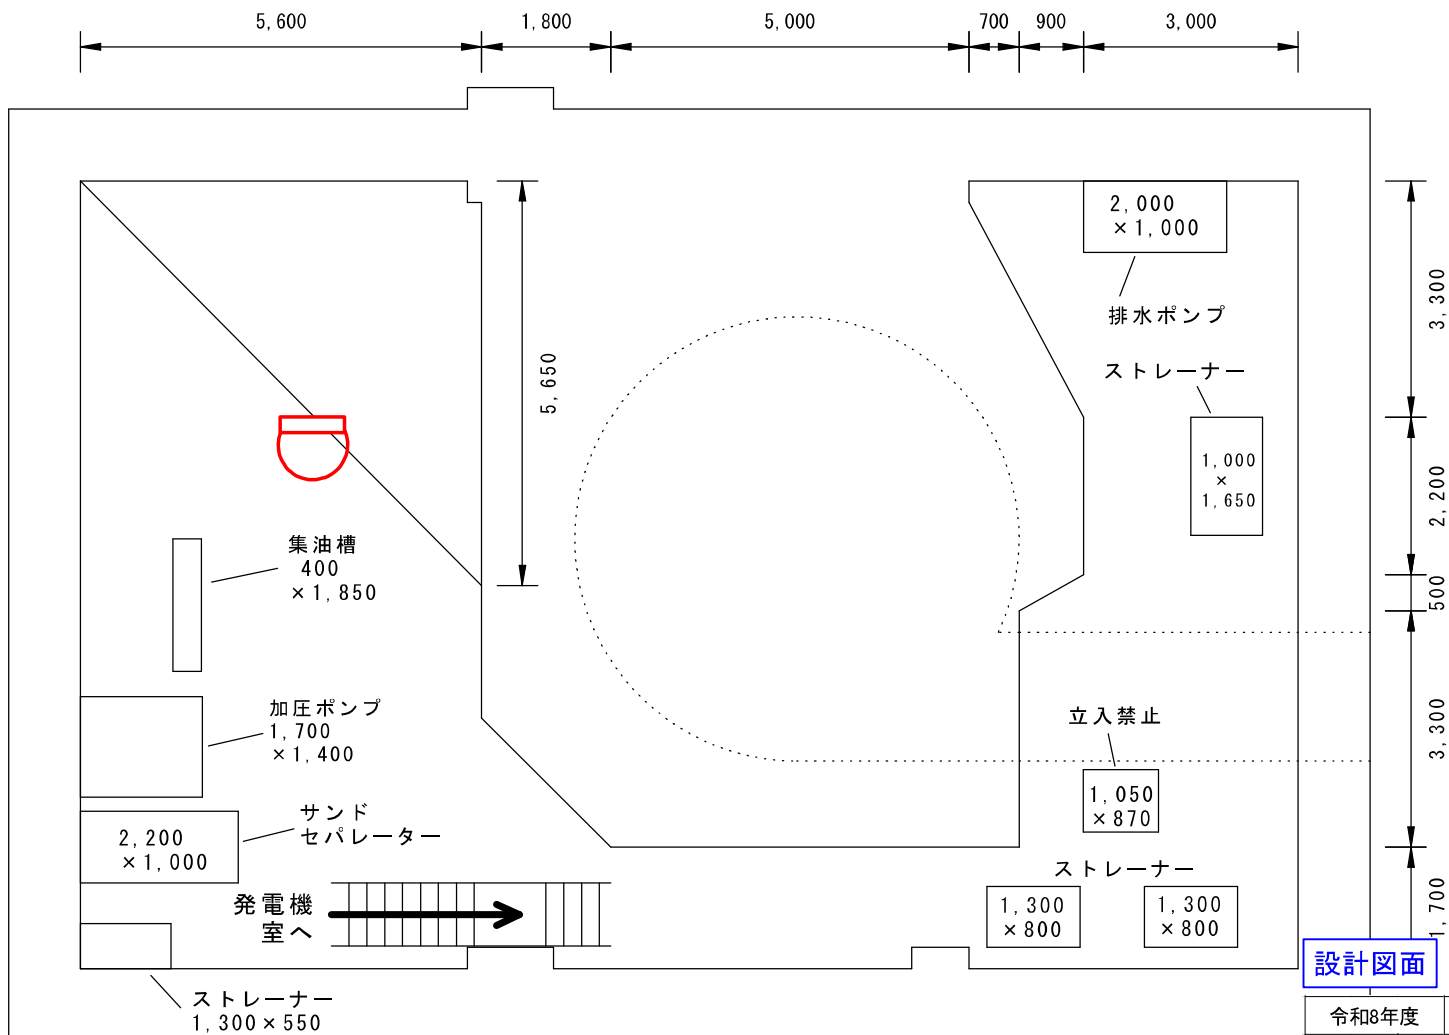 5,600
1,800
5,000
700
900
3,000
2,000
×1,000
排水ポンプ
3,300
5,650
ストレーナー
1,000
×
1,650
2,200
集油槽
400
×1,850
500
加圧ポンプ
1,700
×1,400
立入禁止
3,300
1,050
×870
サンド
セパレーター
2,200
×1,000
ストレーナー
発電機
室へ
1,300
×800
1,300
×800
1,700
設計図面
ストレーナー
1,300×550
令和8年度